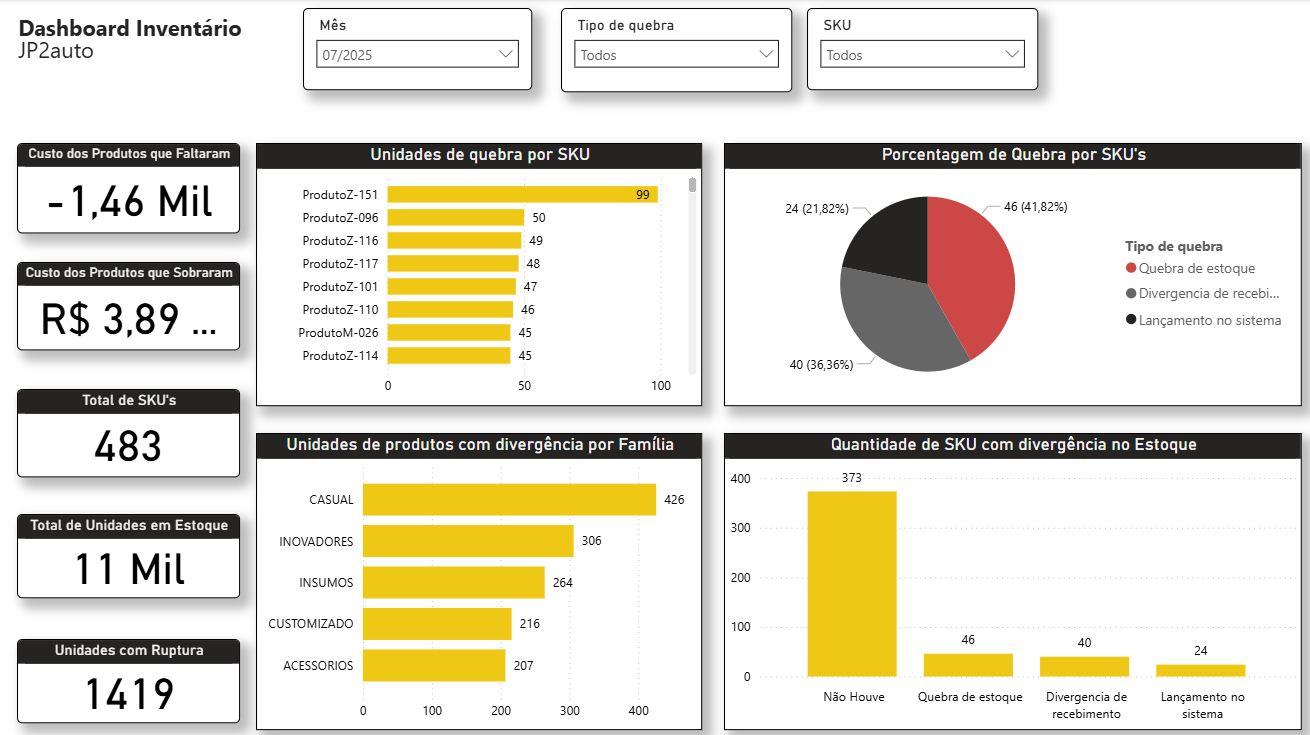 Dashboard Inventário
JP2auto
Mês
07/2025
Tipo de quebra
Todos
SKU
Todos
Custo dos Produtos que Faltaram
-1,46 Mil
Custo dos Produtos que Sobraram
R$ 3,89 ...
Total de SKU's
483
Total de Unidades em Estoque
11 Mil
Unidades com Ruptura
1419
Unidades de quebra por SKU
ProdutoZ-151 99
ProdutoZ-096 50
ProdutoZ-116 49
ProdutoZ-117 48
ProdutoZ-101 47
ProdutoZ-110 46
ProdutoM-026 45
ProdutoZ-114 45
0 50 100
Porcentagem de Quebra por SKU's
24 (21,82%)
46 (41,82%)
40 (36,36%)
Tipo de quebra
Quebra de estoque
Divergencia de recebi...
Lançamento no sistema
Unidades de produtos com divergência por Família
CASUAL 426
INOVADORES 306
INSUMOS 264
CUSTOMIZADO 216
ACESSORIOS 207
0 100 200 300 400
Quantidade de SKU com divergência no Estoque
400
300
200
100
0
373
46
40
24
Não Houve
Quebra de estoque
Divergencia de
recebimento
Lançamento no
sistema